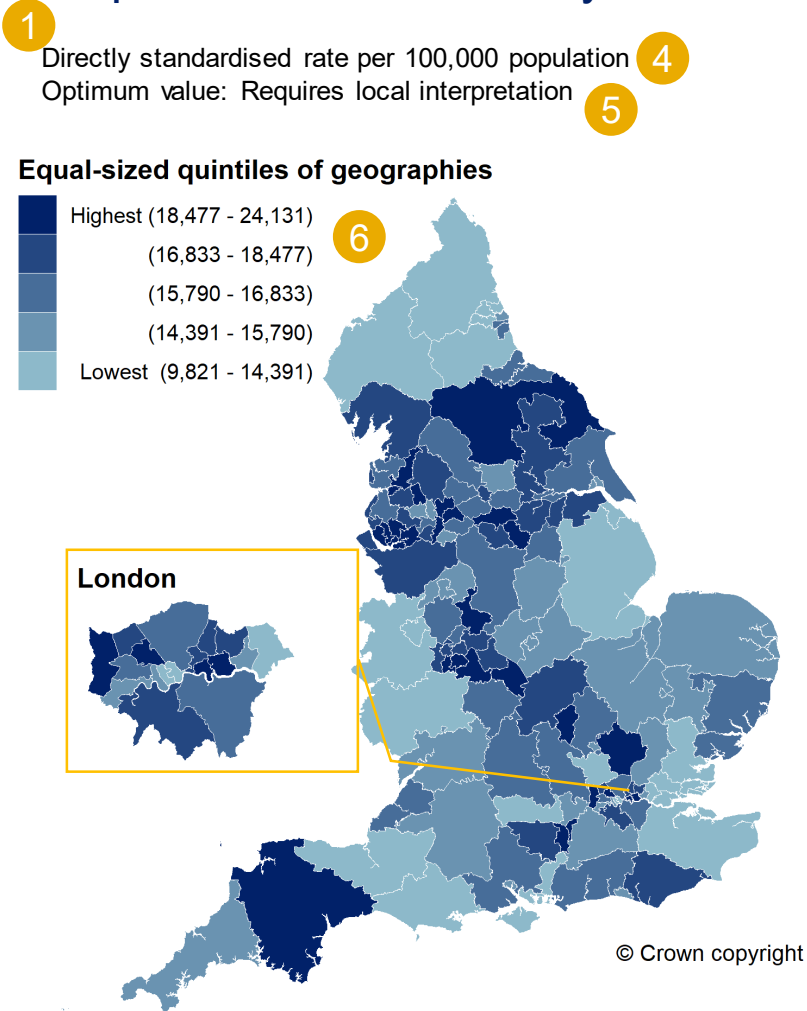 1
Directly standardised rate per 100,000 population 4
Optimum value: Requires local interpretation
5
Equal-sized quintiles of geographies
Highest (18,477 - 24,131)
6
(16,833 - 18,477)
(15,790 - 16,833)
(14,391 - 15,790)
Lowest (9,821 - 14,391)
London
© Crown copyright